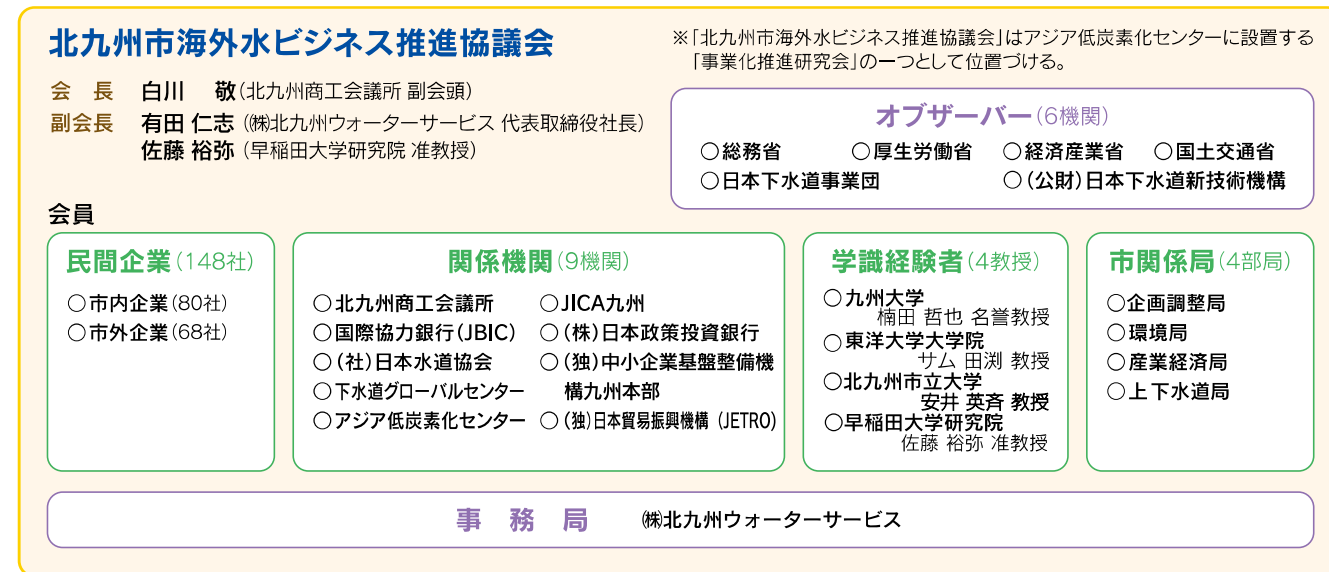 北九州市海外水ビジネス推進協議会
※「北九州市海外水ビジネス推進協議会」はアジア低炭素化センターに設置する
「事業化推進研究会」の一つとして位置づける。
会 長 白川 敬(北九州商工会議所 副会頭)
副会長 有田 仁志 (㈱北九州ウォーターサービス 代表取締役社長)
佐藤 裕弥 (早稲田大学研究院 准教授)
オブザーバー(6機関)
○総務省 ○厚生労働省 ○経済産業省 ○国土交通省
○日本下水道事業団 ○(公財)日本下水道新技術機構
会員
民間企業(148社)
○市内企業(80社)
○市外企業(68社)
関係機関(9機関)
○北九州商工会議所
○国際協力銀行(JBIC)
○(社)日本水道協会
○下水道グローバルセンター
○アジア低炭素化センター
○JICA九州
○(株)日本政策投資銀行
○(独)中小企業基盤整備機
構九州本部
○(独)日本貿易振興機構 (JETRO)
学識経験者(4教授)
○九州大学
楠田 哲也 名誉教授
○東洋大学大学院
サム 田渕 教授
○北九州市立大学
安井 英斉 教授
○早稲田大学研究院
佐藤 裕弥 准教授
市関係局(4部局)
○企画調整局
○環境局
○産業経済局
○上下水道局
事 務 局 ㈱北九州ウォーターサービス